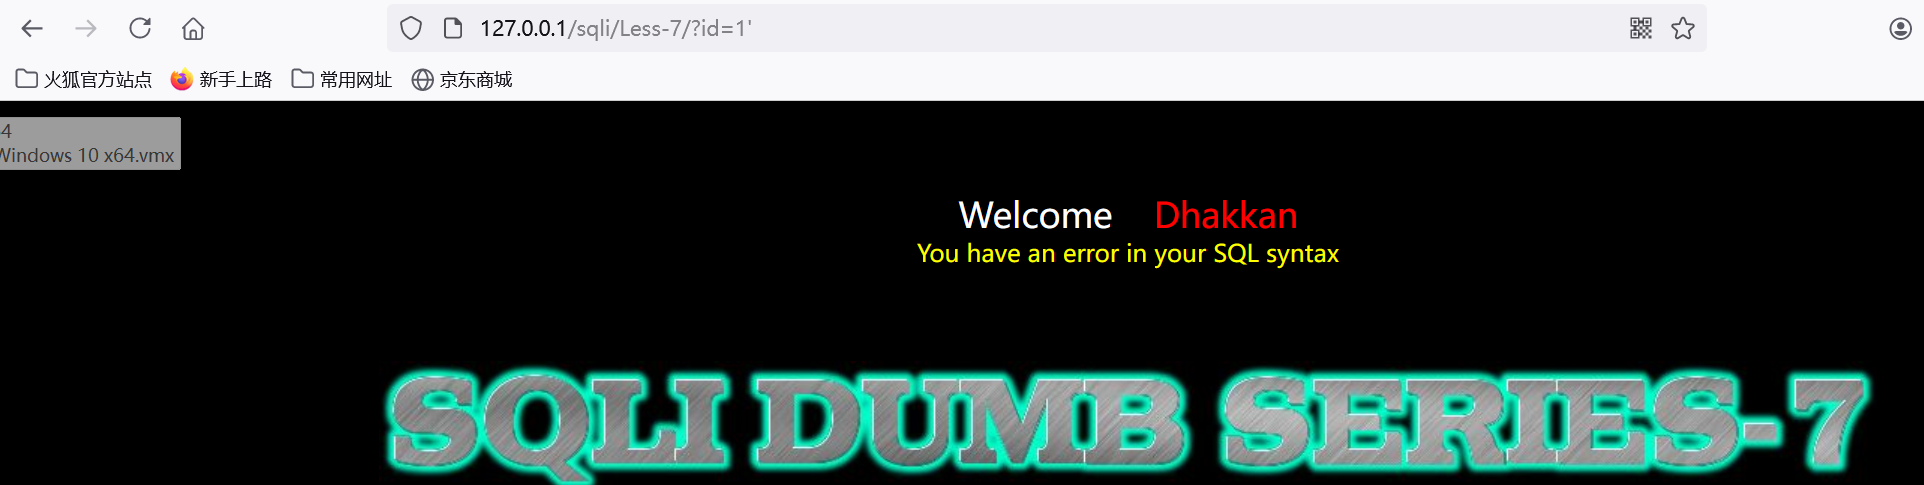 127.0.0.1/sqli/Less-7/?id=1'
火狐官方站点 新手上路 常用网址 京东商城
4
Windows 10 x64.vmx
Welcome Dhakkan
You have an error in your SQL syntax
SQLI DUMB SERIES-7